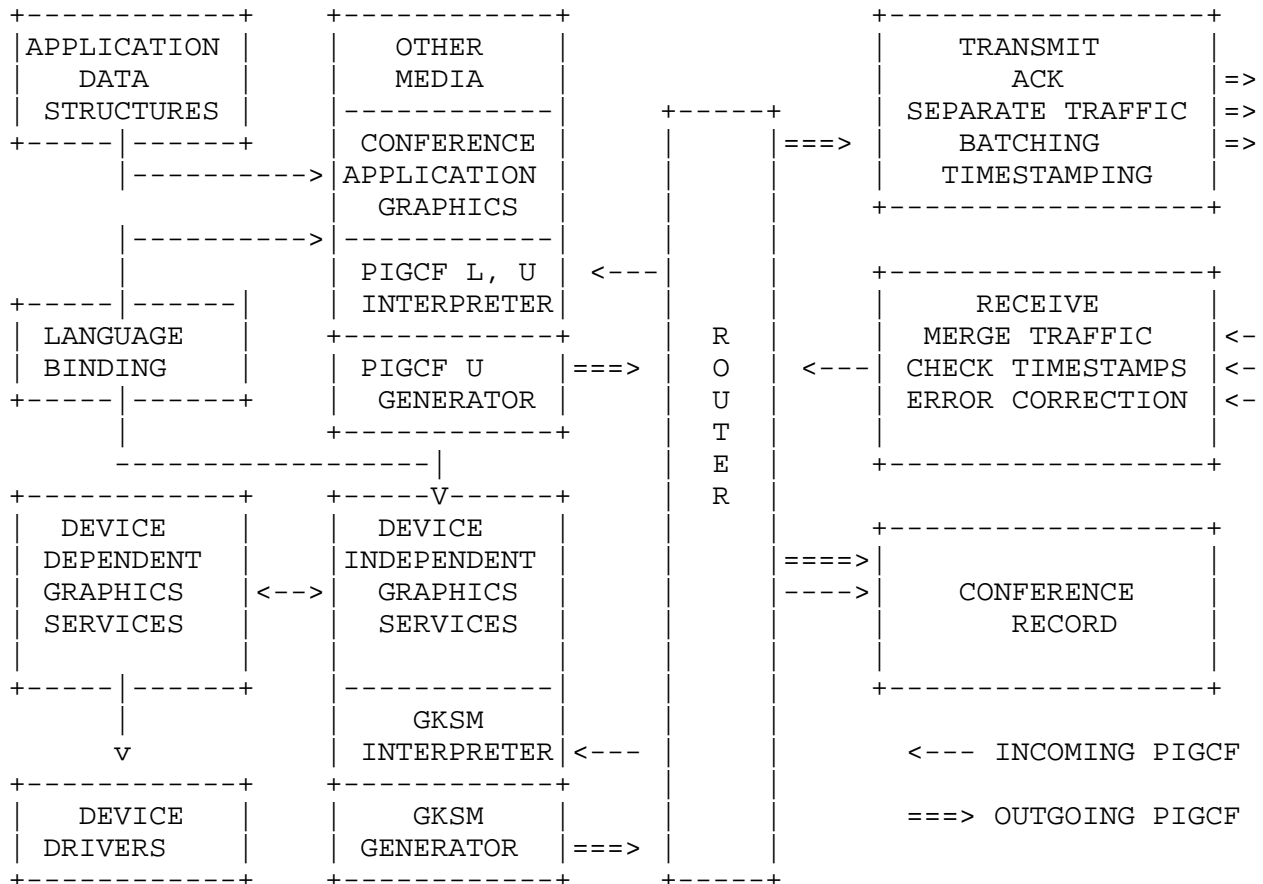 APPLICATION
DATA
STRUCTURES
OTHER
MEDIA
CONFERENCE
APPLICATION
GRAPHICS
PIGCF L, U
INTERPRETER
PIGCF U
GENERATOR
LANGUAGE
BINDING
DEVICE
DEPENDENT
GRAPHICS
SERVICES
DEVICE
INDEPENDENT
GRAPHICS
SERVICES
GKSM
INTERPRETER
GKSM
GENERATOR
DEVICE
DRIVERS
ROUTER
TRANSMIT
ACK
SEPARATE TRAFFIC
BATCHING
TIMESTAMPING
RECEIVE
MERGE TRAFFIC
CHECK TIMESTAMPS
ERROR CORRECTION
CONFERENCE
RECORD
<--- INCOMING PIGCF
===> OUTGOING PIGCF